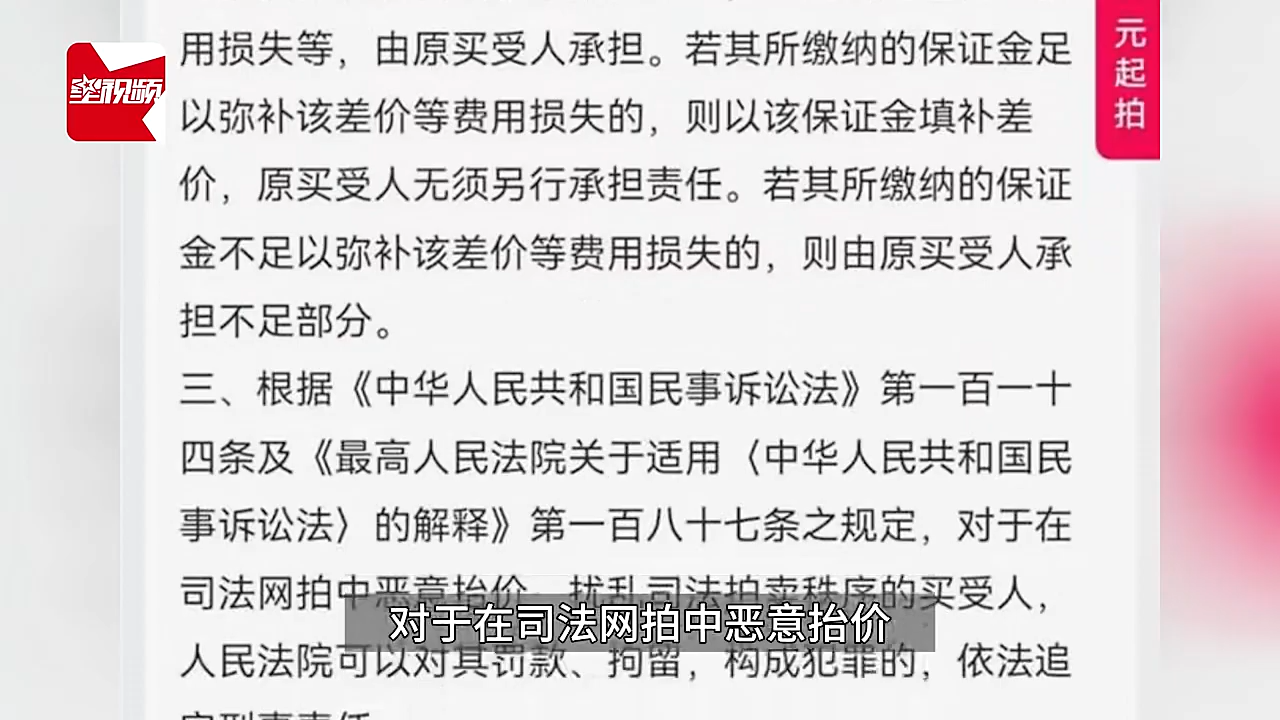 用损失等，由原买受人承担。若其所缴纳的保证金足
以弥补该差价等费用损失的，则以该保证金填补差
价，原买受人无须另行承担责任。若其所缴纳的保证
金不足以弥补该差价等费用损失的，则由原买受人承
担不足部分。
三、根据《中华人民共和国民事诉讼法》第一百一十
四条及《最高人民法院关于适用〈中华人民共和国民
事诉讼法〉的解释》第一百八十七条之规定，对于在
司法网拍中恶意抬价、扰乱司法拍卖秩序的买受人，
人民法院可以对其罚款、拘留，构成犯罪的，依法追
究刑事责任
对于在司法网拍中恶意抬价
元起拍
星视频